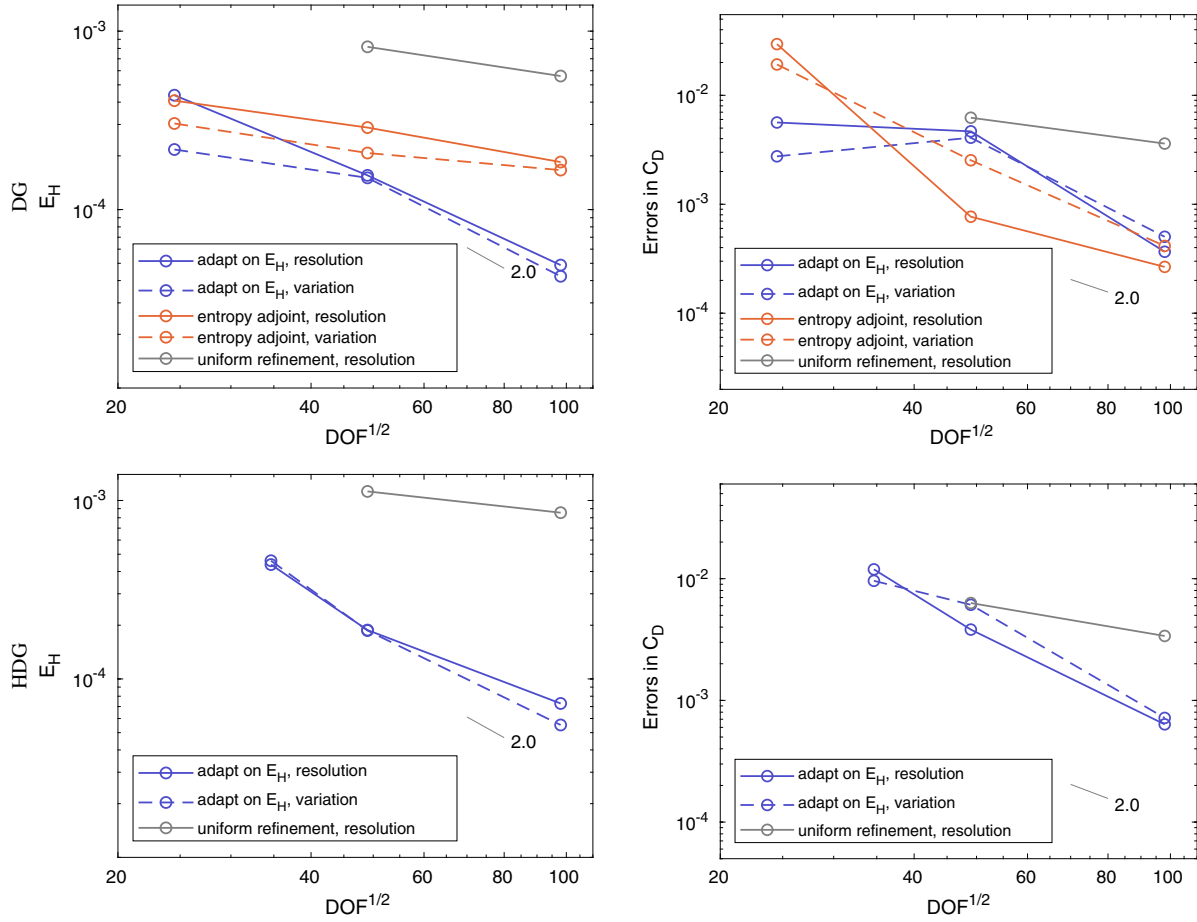 DG
E_H
10^-3
10^-4
adapt on E_H, resolution
adapt on E_H, variation
entropy adjoint, resolution
entropy adjoint, variation
uniform refinement, resolution
2.0
20 40 60 80 100
DOF^1/2
Errors in C_D
10^-2
10^-3
10^-4
adapt on E_H, resolution
adapt on E_H, variation
entropy adjoint, resolution
entropy adjoint, variation
uniform refinement, resolution
2.0
20 40 60 80 100
DOF^1/2
HDG
E_H
10^-3
10^-4
adapt on E_H, resolution
adapt on E_H, variation
uniform refinement, resolution
2.0
20 40 60 80 100
DOF^1/2
Errors in C_D
10^-2
10^-3
10^-4
adapt on E_H, resolution
adapt on E_H, variation
uniform refinement, resolution
2.0
20 40 60 80 100
DOF^1/2